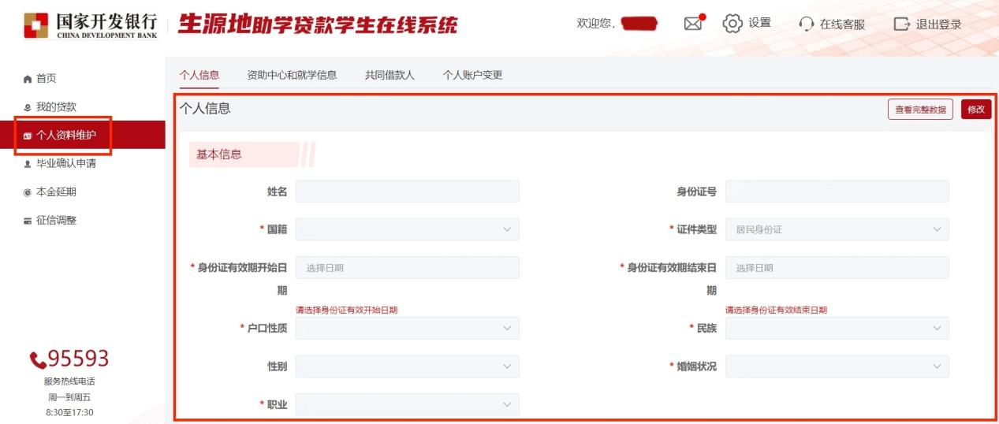 国家开发银行
CHINA DEVELOPMENT BANK
生源地助学贷款学生在线系统
欢迎您，
设置
在线客服
退出登录
首页
我的贷款
个人资料维护
毕业确认申请
本金延期
征信调整
95593
服务热线电话
周一到周五
8:30至17:30
个人信息
资助中心和就学信息
共同借款人
个人账户变更
个人信息
查看完整数据
修改
基本信息
姓名
身份证号
* 国籍
* 证件类型
居民身份证
* 身份证有效期开始日
期
选择日期
请选择身份证有效开始日期
* 身份证有效期结束日
期
选择日期
请选择身份证有效结束日期
* 户口性质
* 民族
性别
* 婚姻状况
* 职业